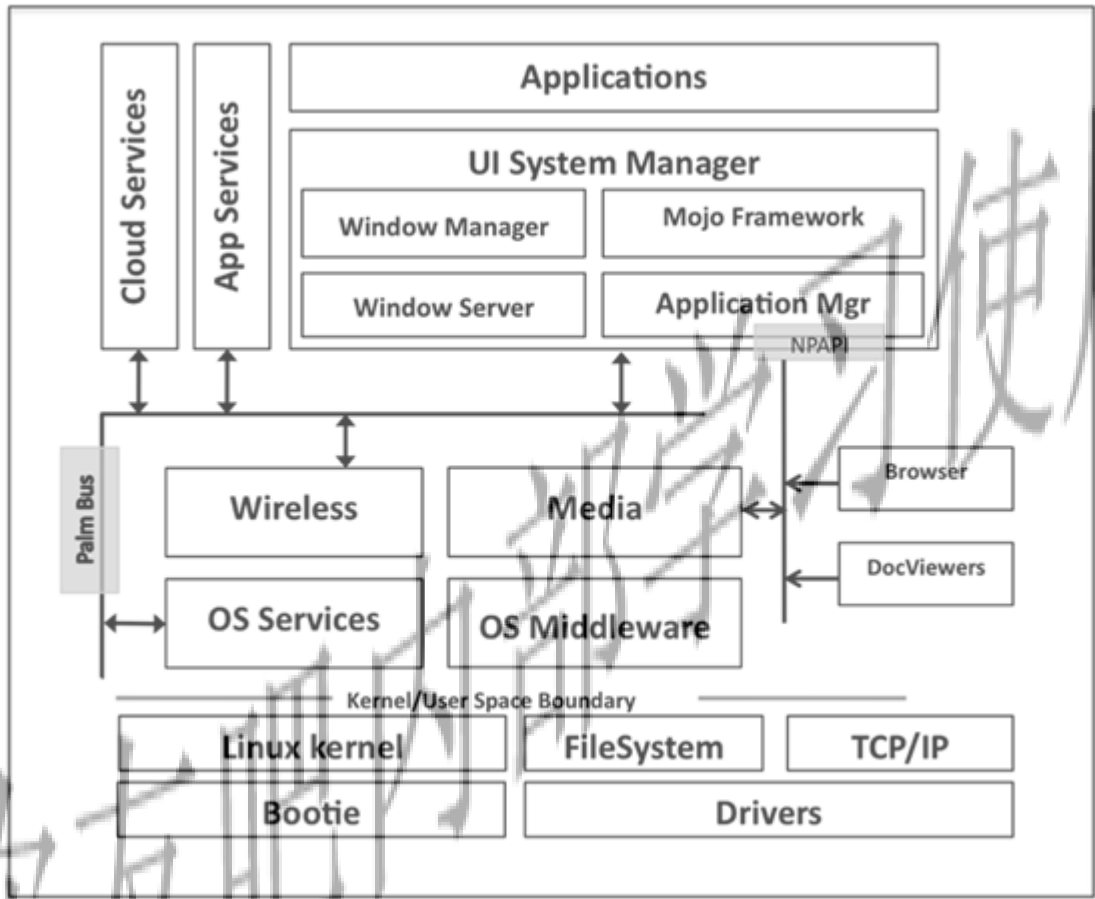 Cloud Services
App Services
Applications
UI System Manager
Window Manager
Mojo Framework
Window Server
Application Mgr
NPAPI
Palm Bus
Wireless
Media
Browser
OS Services
OS Middleware
DocViewers
Kernel/User Space Boundary
Linux kernel
FileSystem
TCP/IP
Bootie
Drivers